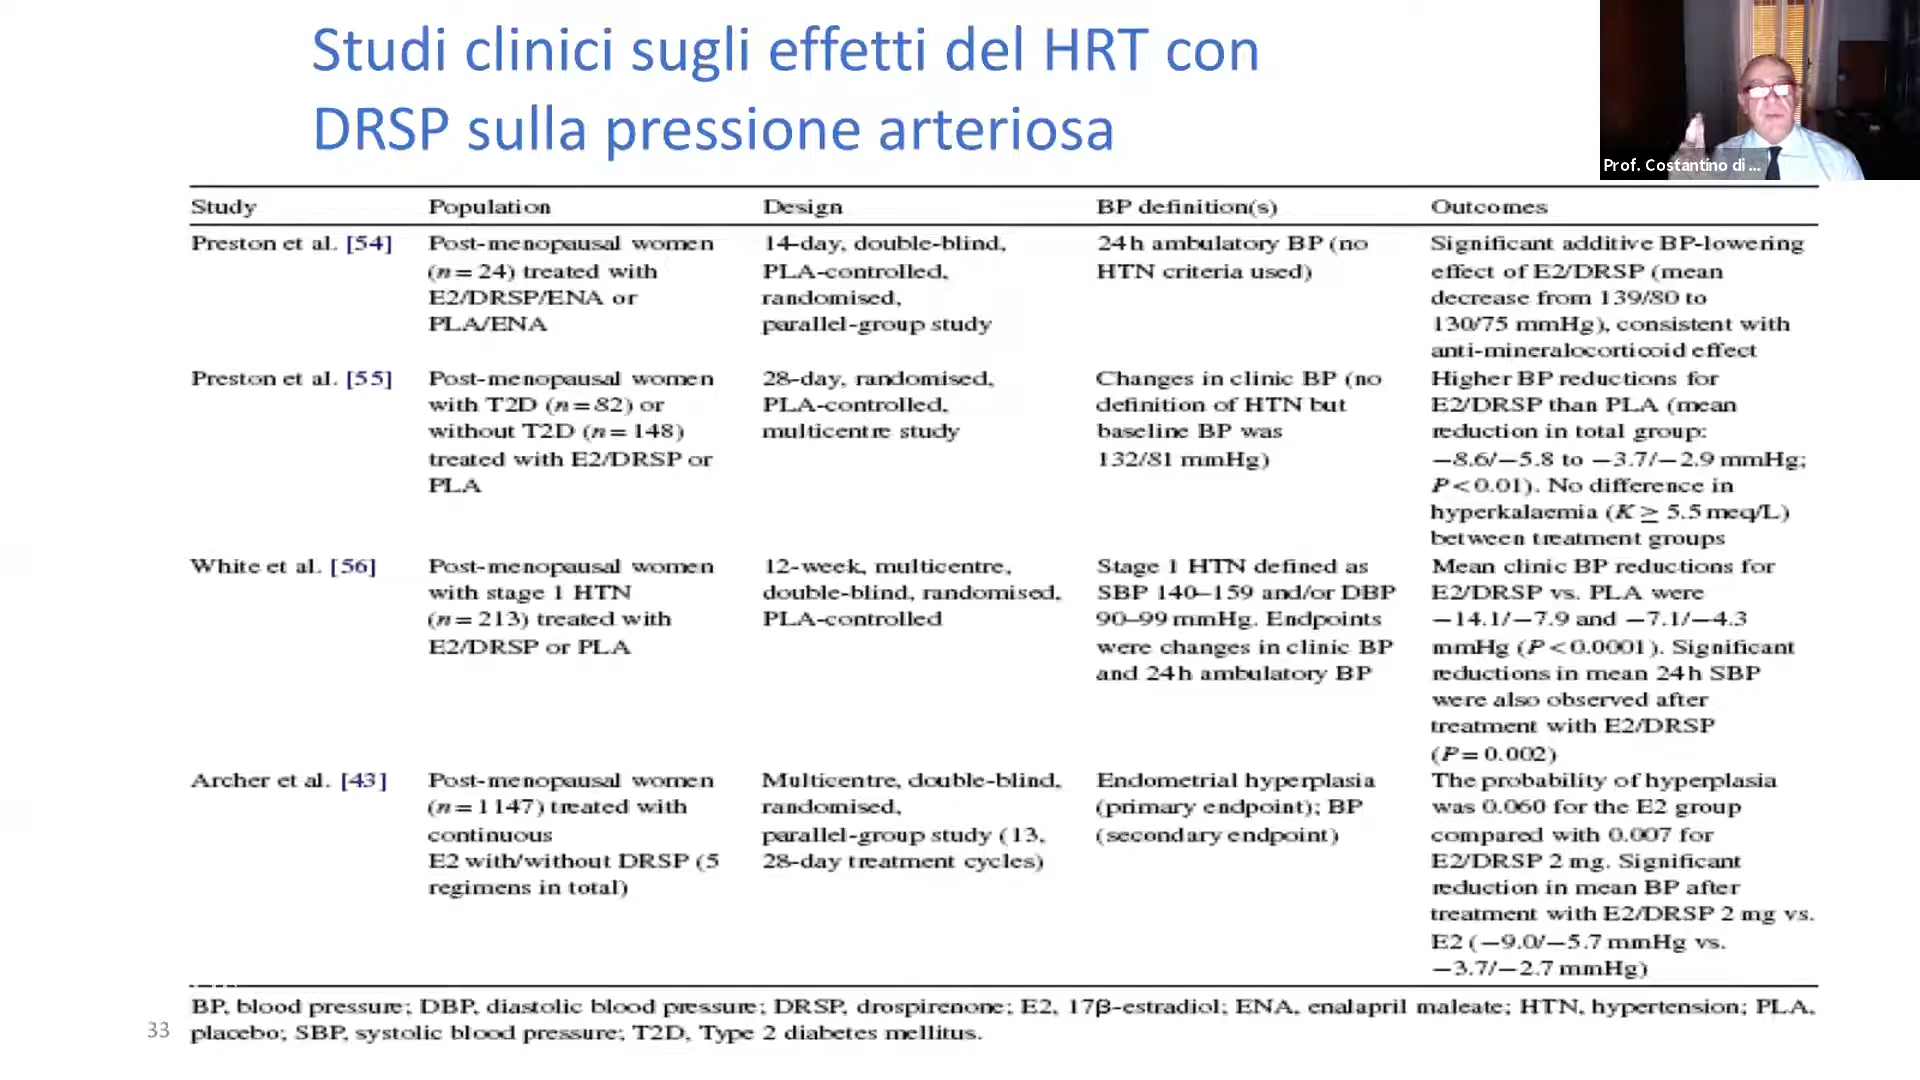 Studi clinici sugli effetti del HRT con
DRSP sulla pressione arteriosa
Prof. Costantino di ...
Study Population Design BP definition(s) Outcomes
Preston et al. [54] Post-menopausal women 14-day, double-blind, 24 h ambulatory BP (no Significant additive BP-lowering
(n = 24) treated with PLA-controlled, HTN criteria used) effect of E2/DRSP (mean
E2/DRSP/ENA or randomised, decrease from 139/80 to
PLA/ENA parallel-group study 130/75 mmHg), consistent with
anti-mineralocorticoid effect
Preston et al. [55] Post-menopausal women 28-day, randomised, Changes in clinic BP (no Higher BP reductions for
with T2D (n = 82) or PLA-controlled, definition of HTN but E2/DRSP than PLA (mean
without T2D (n = 148) multicentre study baseline BP was reduction in total group:
treated with E2/DRSP or 132/81 mmHg) −8.6/−5.8 to −3.7/−2.9 mmHg;
PLA P < 0.01). No difference in
hyperkalaemia (K ≥ 5.5 meq/L)
between treatment groups
White et al. [56] Post-menopausal women 12-week, multicentre, Stage 1 HTN defined as Mean clinic BP reductions for
with stage 1 HTN double-blind, randomised, SBP 140–159 and/or DBP E2/DRSP vs. PLA were
(n = 213) treated with PLA-controlled 90–99 mmHg. Endpoints −14.1/−7.9 and −7.1/−4.3
E2/DRSP or PLA were changes in clinic BP mmHg (P < 0.0001). Significant
and 24 h ambulatory BP reductions in mean 24 h SBP
were also observed after
treatment with E2/DRSP
(P = 0.002)
Archer et al. [43] Post-menopausal women Multicentre, double-blind, Endometrial hyperplasia The probability of hyperplasia
(n = 1147) treated with randomised, (primary endpoint); BP was 0.060 for the E2 group
continuous parallel-group study (13, (secondary endpoint) compared with 0.007 for
E2 with/without DRSP (5 28-day treatment cycles) E2/DRSP 2 mg. Significant
regimens in total) reduction in mean BP after
treatment with E2/DRSP 2 mg vs.
E2 (−9.0/−5.7 mmHg vs.
−3.7/−2.7 mmHg)
BP, blood pressure; DBP, diastolic blood pressure; DRSP, drospirenone; E2, 17β-estradiol; ENA, enalapril maleate; HTN, hypertension; PLA,
placebo; SBP, systolic blood pressure; T2D, Type 2 diabetes mellitus.
33